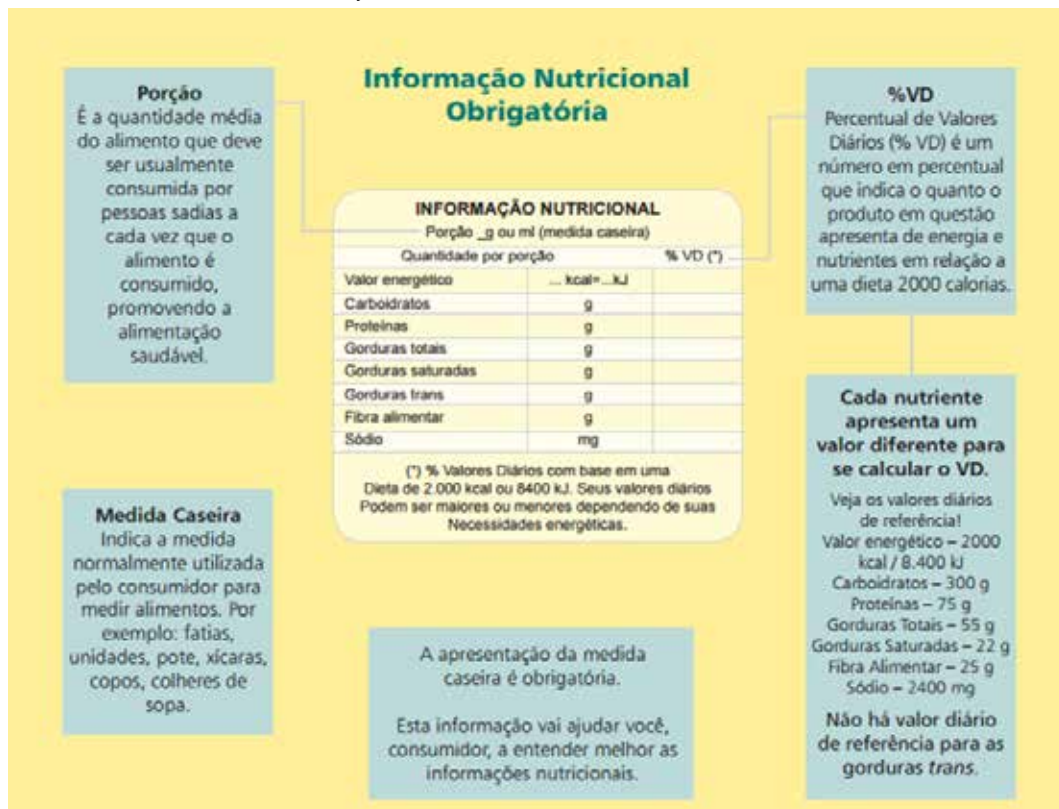 Informação Nutricional
Obrigatória
Porção
É a quantidade média
do alimento que deve
ser usualmente
consumida por
pessoas sadias a
cada vez que o
alimento é
consumido,
promovendo a
alimentação
saudável.
INFORMAÇÃO NUTRICIONAL
Porção _g ou ml (medida caseira)
Quantidade por porção % VD (*)
Valor energético ... kcal=...kJ
Carboidratos g
Proteínas g
Gorduras totais g
Gorduras saturadas g
Gorduras trans g
Fibra alimentar g
Sódio mg
(*) % Valores Diários com base em uma
Dieta de 2.000 kcal ou 8400 kJ. Seus valores diários
Podem ser maiores ou menores dependendo de suas
Necessidades energéticas.
%VD
Percentual de Valores
Diários (% VD) é um
número em percentual
que indica o quanto o
produto em questão
apresenta de energia e
nutrientes em relação a
uma dieta 2000 calorias.
Cada nutriente
apresenta um
valor diferente para
se calcular o VD.
Veja os valores diários
de referência!
Valor energético – 2000
kcal / 8.400 kJ
Carboidratos – 300 g
Proteínas – 75 g
Gorduras Totais – 55 g
Gorduras Saturadas – 22 g
Fibra Alimentar – 25 g
Sódio – 2400 mg
Não há valor diário
de referência para as
gorduras trans.
Medida Caseira
Indica a medida
normalmente utilizada
pelo consumidor para
medir alimentos. Por
exemplo: fatias,
unidades, pote, xícaras,
copos, colheres de
sopa.
A apresentação da medida
caseira é obrigatória.
Esta informação vai ajudar você,
consumidor, a entender melhor as
informações nutricionais.